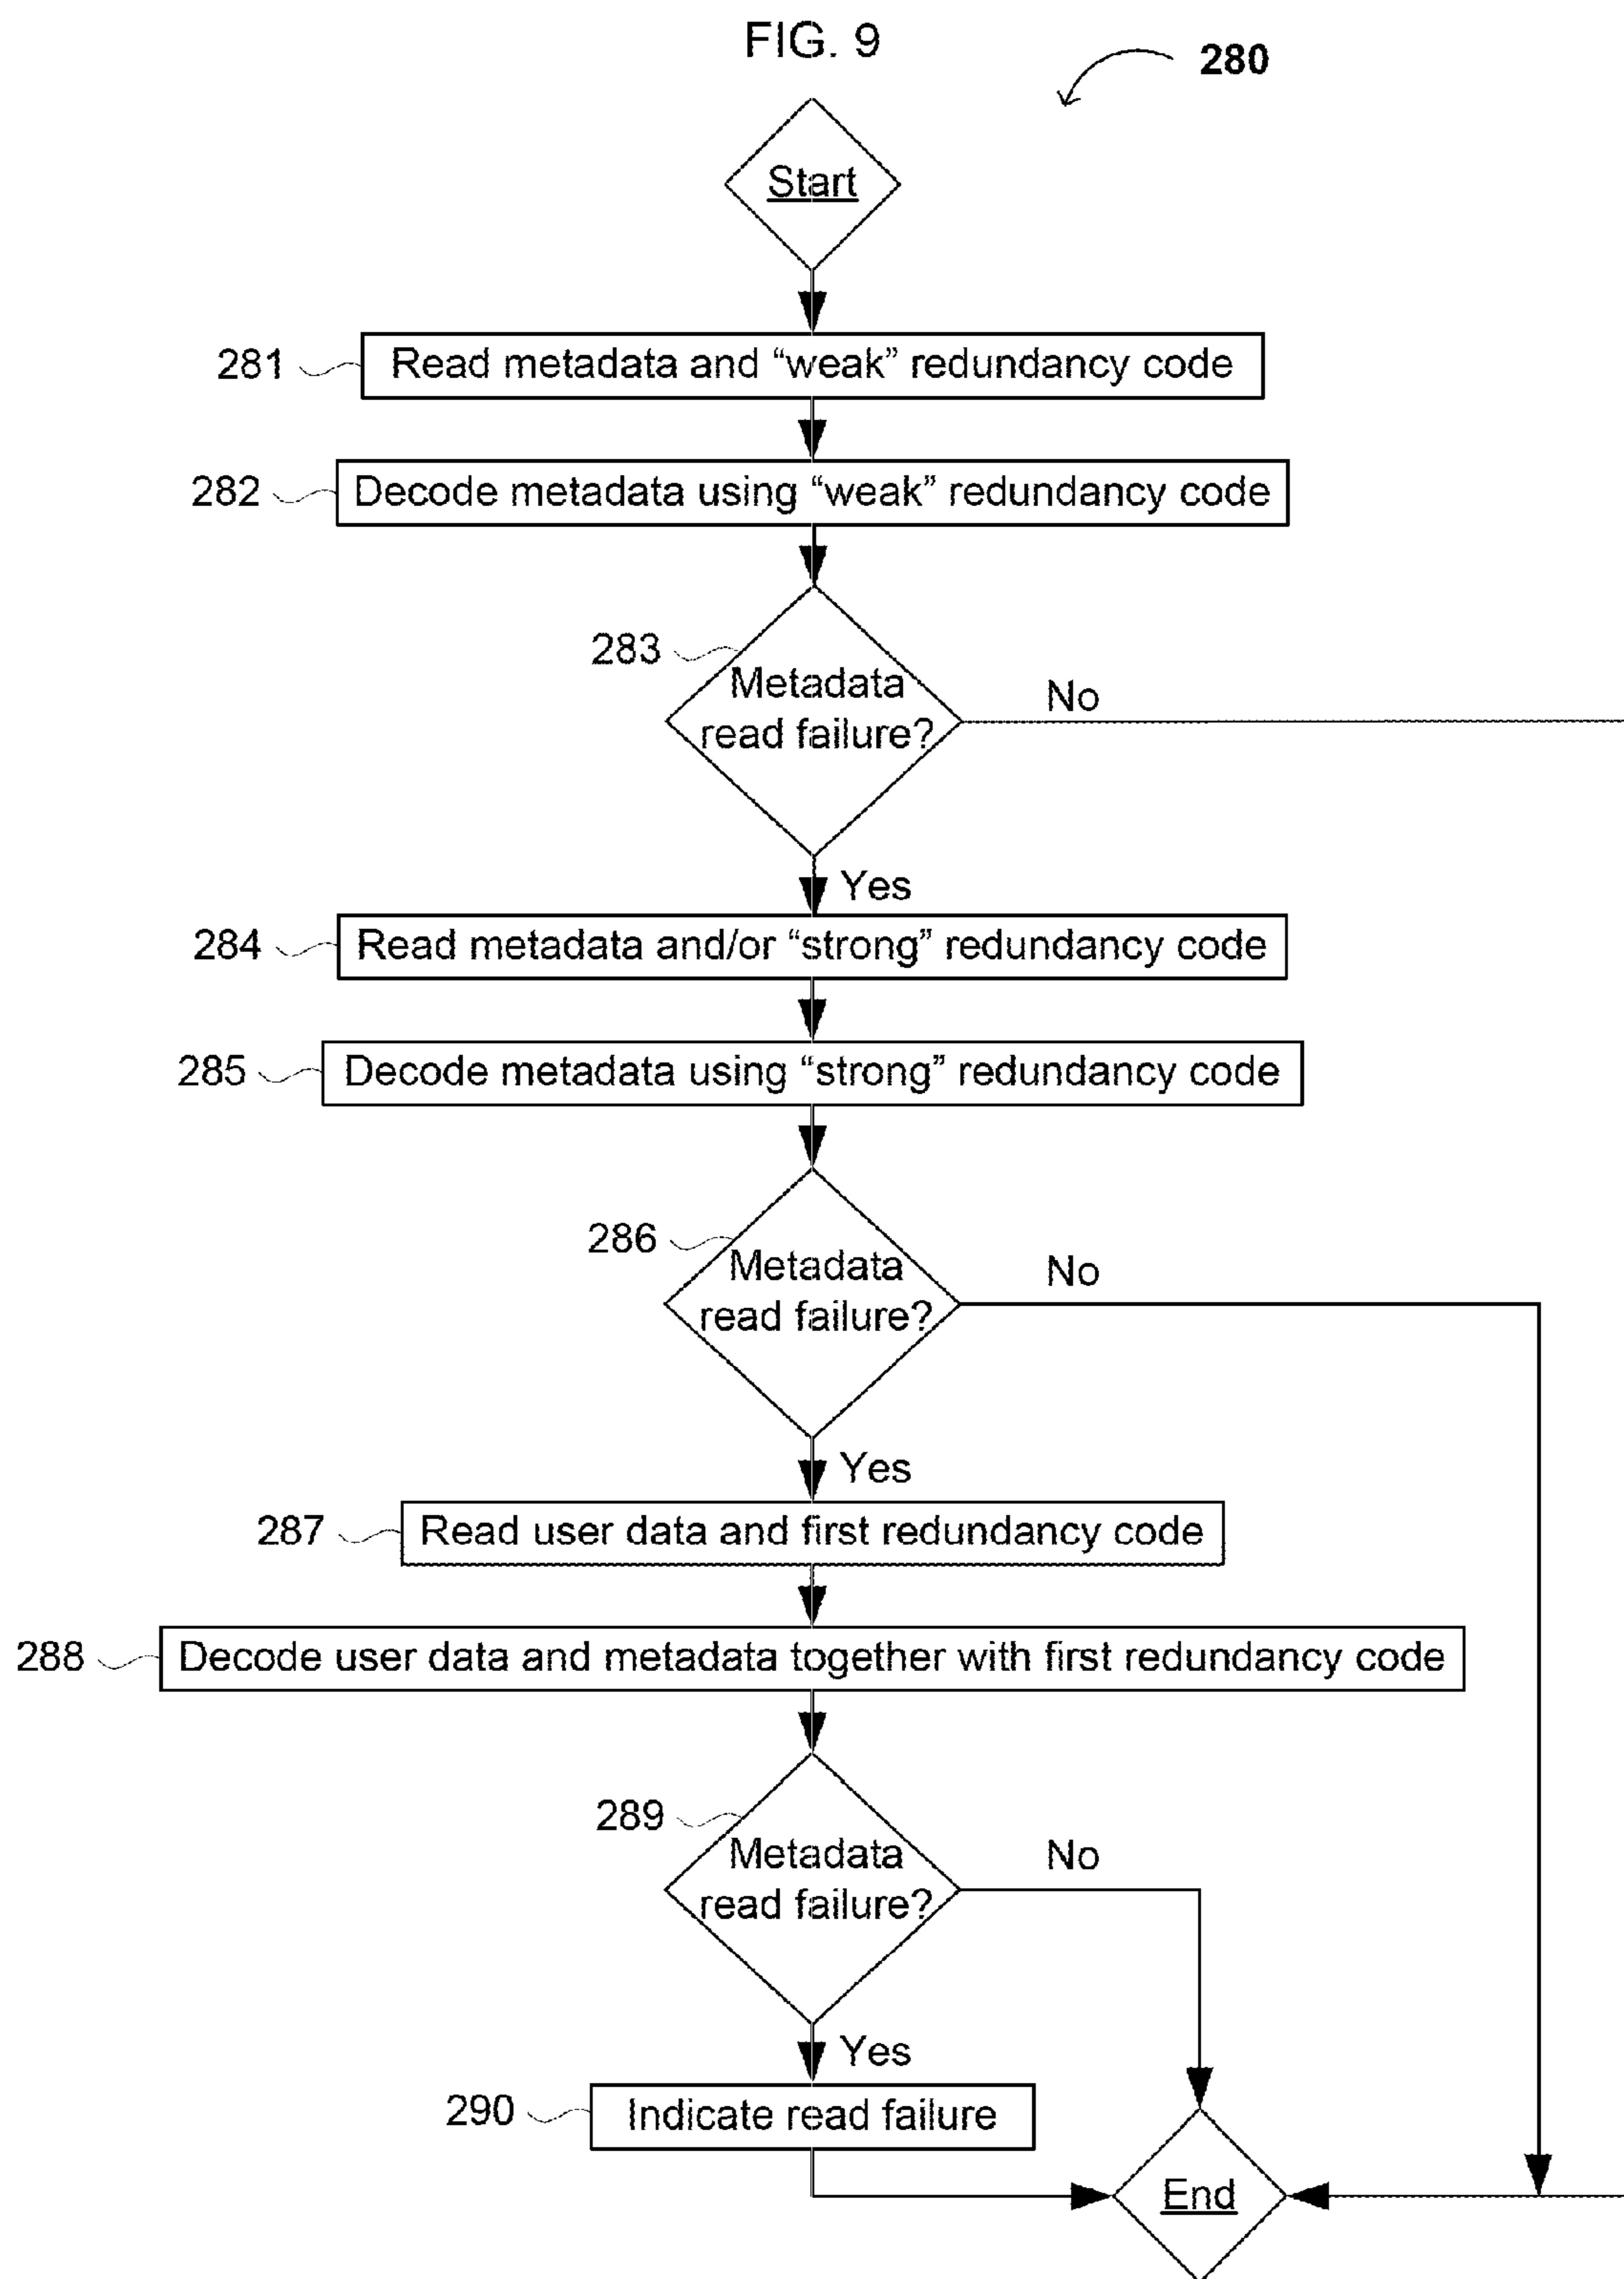 FIG. 9
280
Start
281
Read metadata and “weak” redundancy code
282
Decode metadata using “weak” redundancy code
283
Metadata
read failure?
No
Yes
284
Read metadata and/or “strong” redundancy code
285
Decode metadata using “strong” redundancy code
286
Metadata
read failure?
No
Yes
287
Read user data and first redundancy code
288
Decode user data and metadata together with first redundancy code
289
Metadata
read failure?
No
Yes
290
Indicate read failure
End